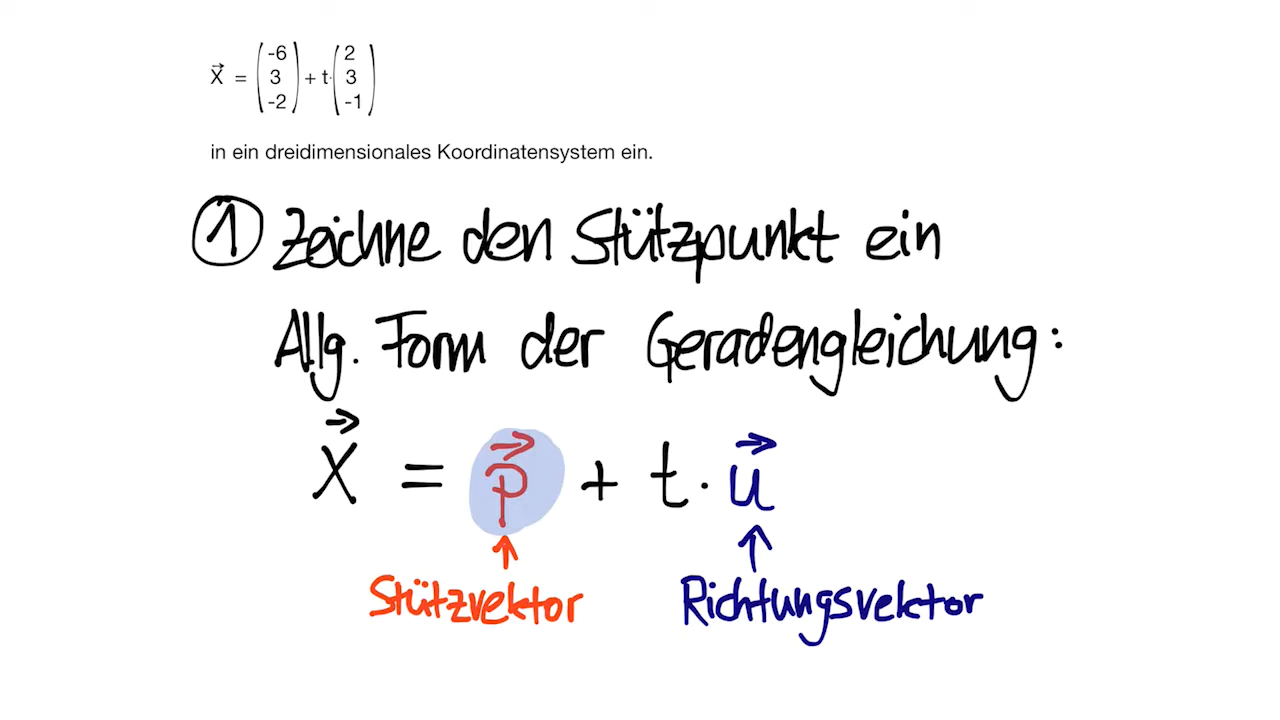 X⃗ = (-6 3 -2) + t· (2 3 -1)
in ein dreidimensionales Koordinatensystem ein.
① Zeichne den Stützpunkt ein
Allg. Form der Geradengleichung:
X⃗ = p⃗ + t · u⃗
Stützvektor Richtungsvektor